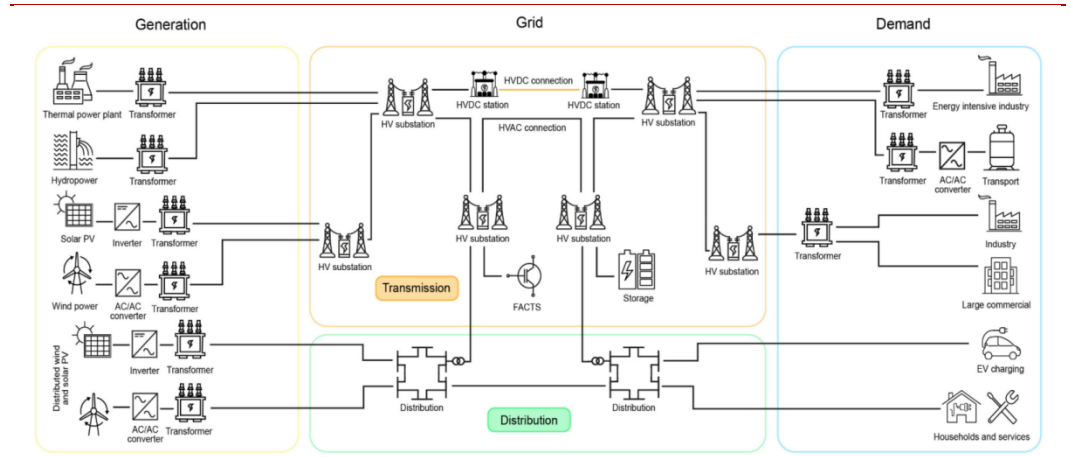 Generation
Grid
Demand
Thermal power plant
Transformer
HV substation
HVDC station
HVDC connection
HVDC station
HV substation
Transformer
Energy intensive industry
HVAC connection
Hydropower
Transformer
Transformer
AC/AC
converter
Transport
Solar PV
Inverter
Transformer
HV substation
HV substation
HV substation
HV substation
Transformer
Industry
Wind power
AC/AC
converter
Transformer
Transmission
FACTS
Storage
Large commercial
Distributed wind
and solar PV
Inverter
Transformer
EV charging
AC/AC
converter
Transformer
Distribution
Distribution
Distribution
Households and services